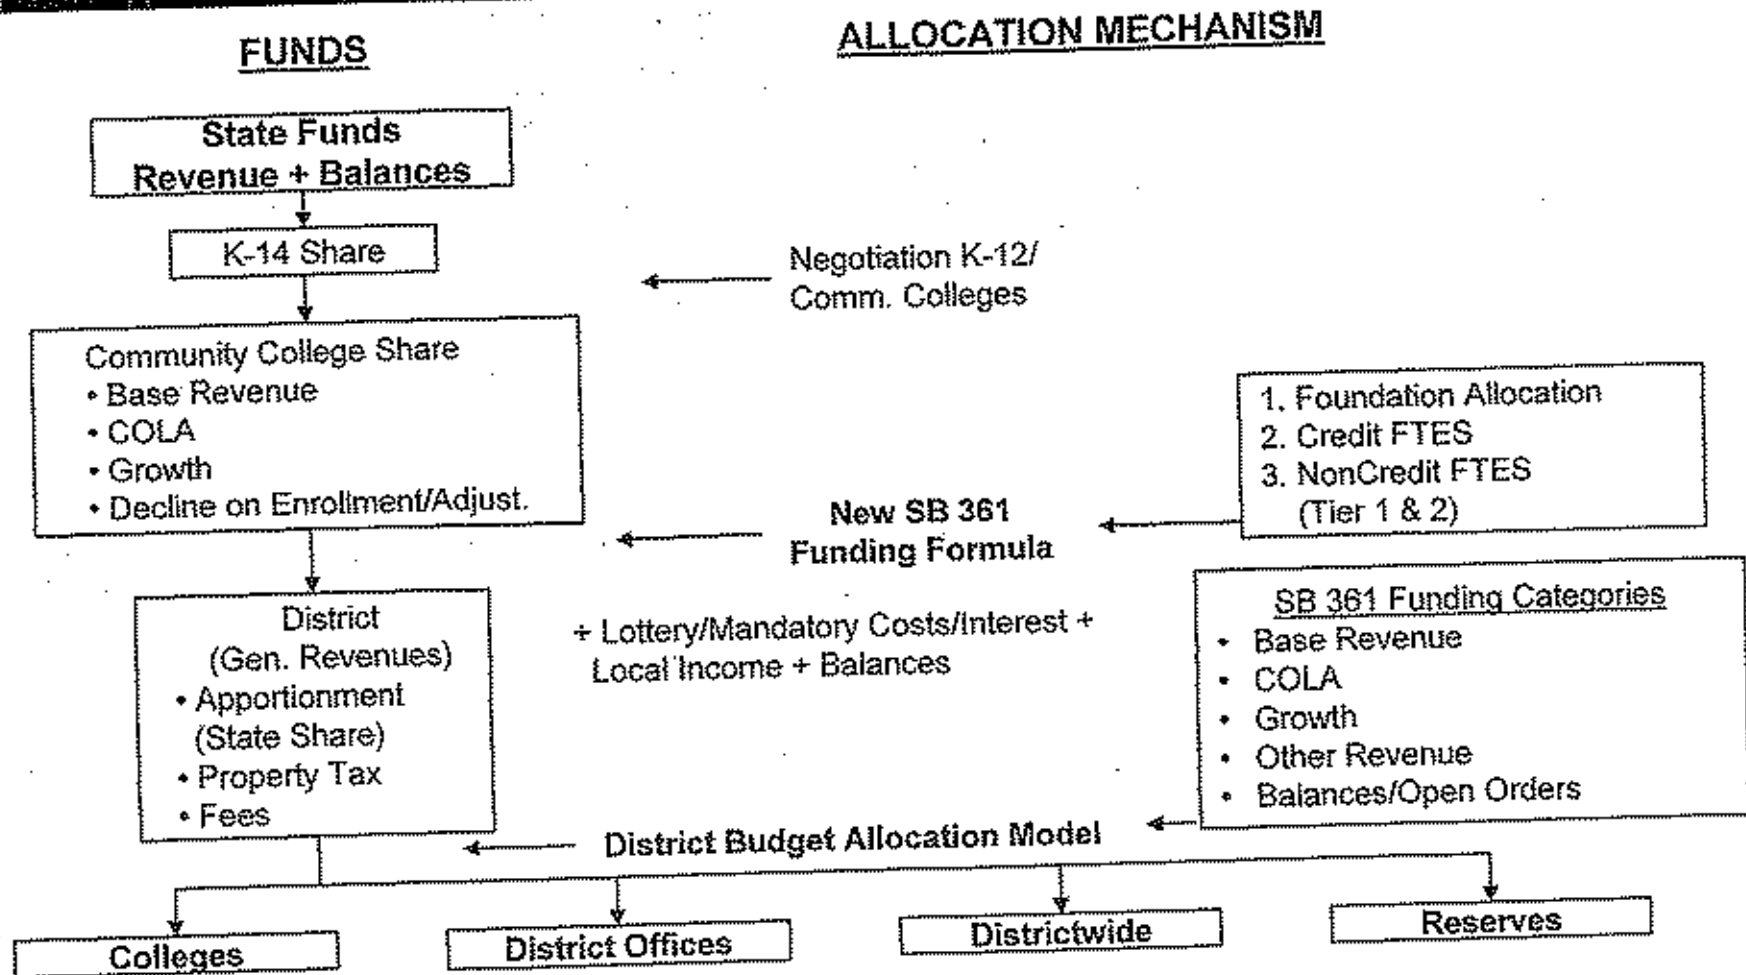 FUNDS
ALLOCATION MECHANISM
State Funds
Revenue + Balances
K-14 Share
Negotiation K-12/
Comm. Colleges
Community College Share
• Base Revenue
• COLA
• Growth
• Decline on Enrollment/Adjust.
1. Foundation Allocation
2. Credit FTES
3. NonCredit FTES
(Tier 1 & 2)
New SB 361
Funding Formula
District
(Gen. Revenues)
• Apportionment
(State Share)
• Property Tax
• Fees
+ Lottery/Mandatory Costs/Interest +
Local Income + Balances
SB 361 Funding Categories
• Base Revenue
• COLA
• Growth
• Other Revenue
• Balances/Open Orders
District Budget Allocation Model
Colleges
District Offices
Districtwide
Reserves